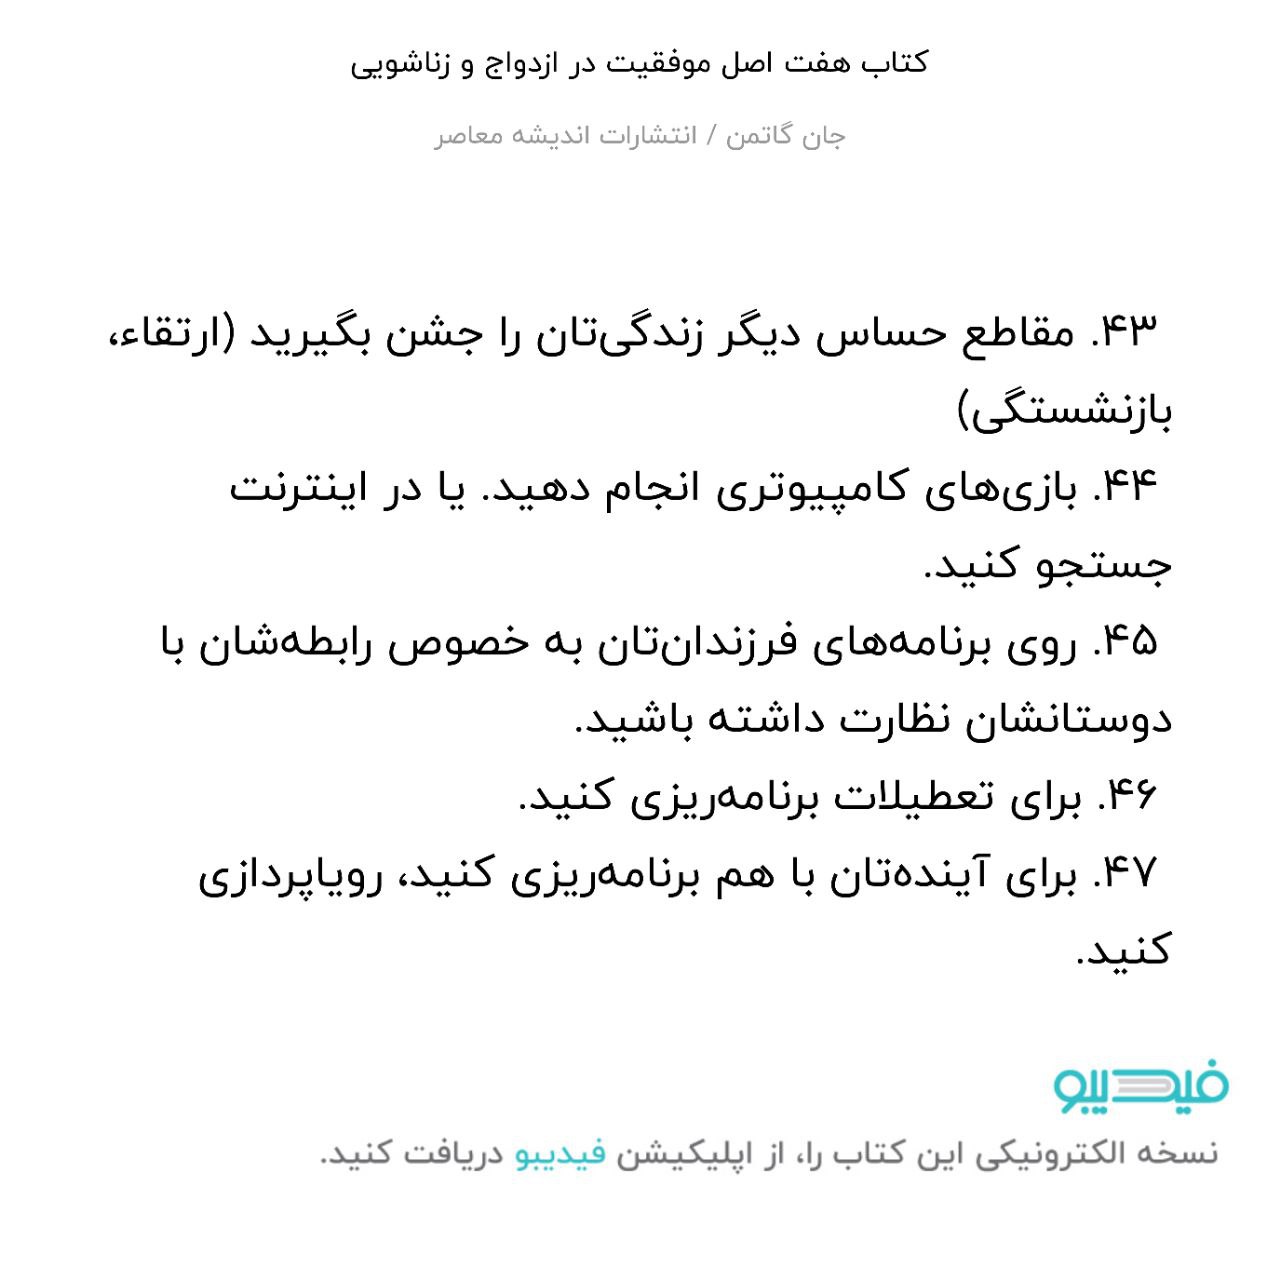 کتاب هفت اصل موفقیت در ازدواج و زناشویی
جان گاتمن / انتشارات اندیشه معاصر
۴۳. مقاطع حساس دیگر زندگی‌تان را جشن بگیرید (ارتقاء،
بازنشستگی)
۴۴. بازی‌های کامپیوتری انجام دهید. یا در اینترنت
جستجو کنید.
۴۵. روی برنامه‌های فرزندان‌تان به خصوص رابطه‌شان با
دوستانشان نظارت داشته باشید.
۴۶. برای تعطیلات برنامه‌ریزی کنید.
۴۷. برای آینده‌تان با هم برنامه‌ریزی کنید، رویاپردازی
کنید.
فیدیبو
نسخه الکترونیکی این کتاب را، از اپلیکیشن فیدیبو دریافت کنید.